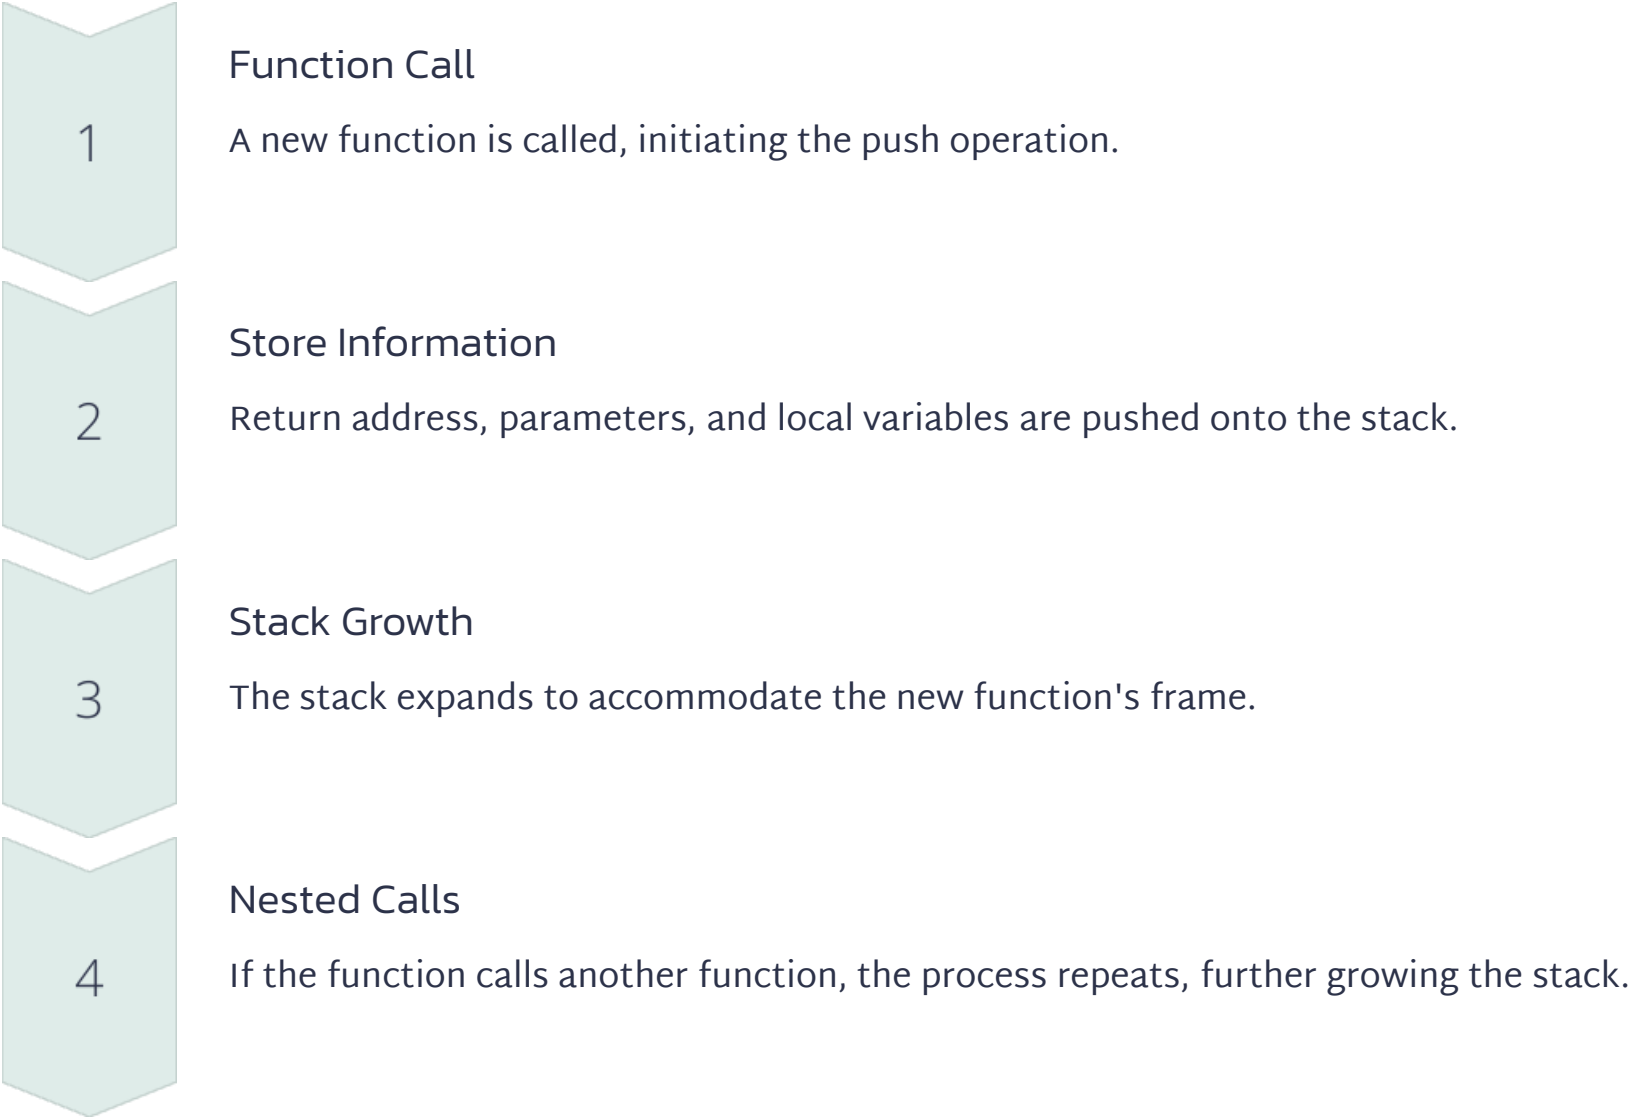 1
Function Call
A new function is called, initiating the push operation.
2
Store Information
Return address, parameters, and local variables are pushed onto the stack.
3
Stack Growth
The stack expands to accommodate the new function's frame.
4
Nested Calls
If the function calls another function, the process repeats, further growing the stack.